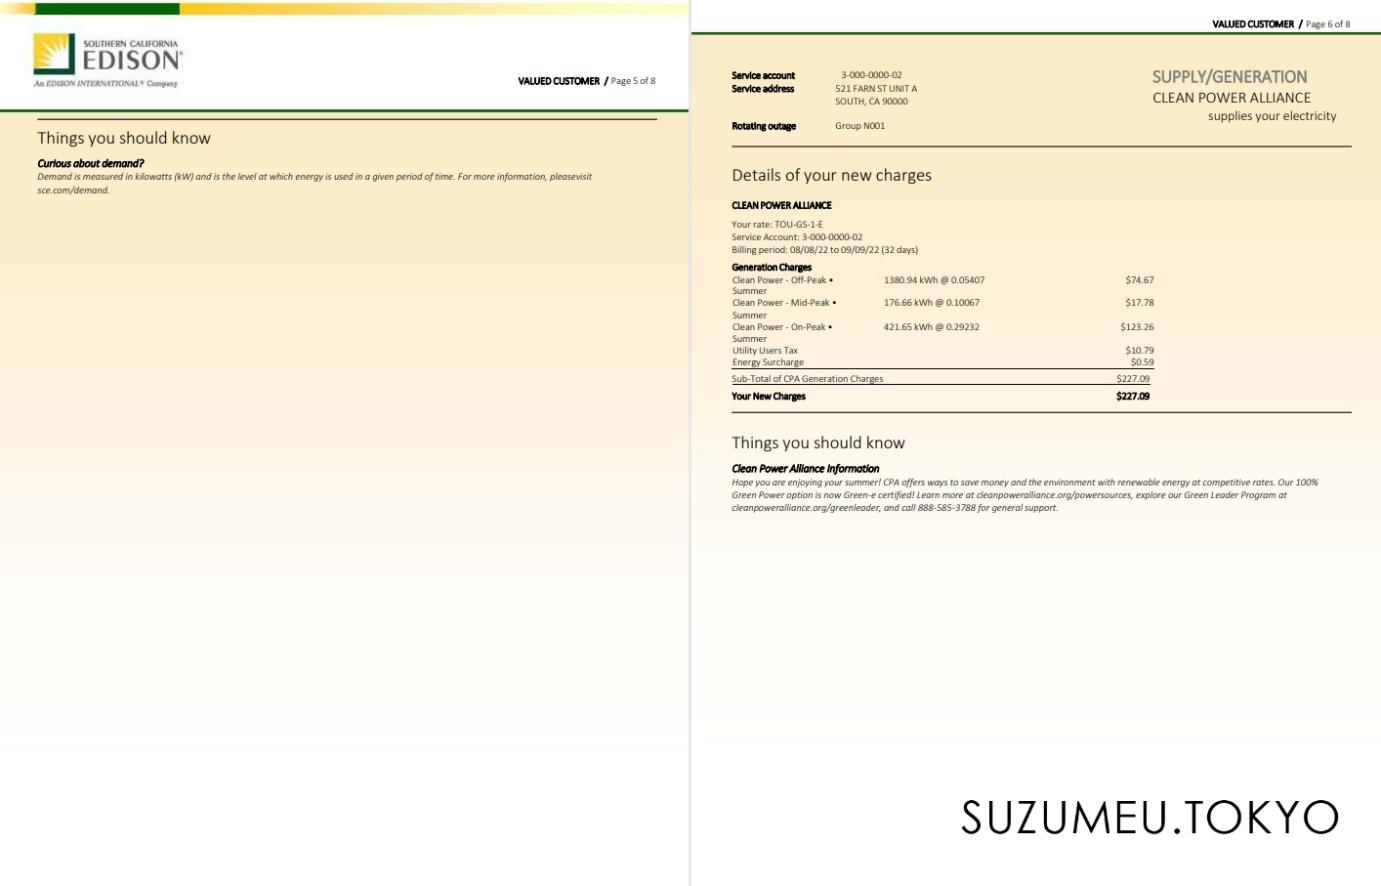 SOUTHERN CALIFORNIA
EDISON®
An EDISON INTERNATIONAL® Company
VALUED CUSTOMER / Page 5 of 8
Things you should know
Curious about demand?
Demand is measured in kilowatts (kW) and is the level at which energy is used in a given period of time. For more information, pleasevisit
sce.com/demand.
VALUED CUSTOMER / Page 6 of 8
Service account 3-000-0000-02
Service address 521 FARN ST UNIT A
SOUTH, CA 90000
Rotating outage Group N001
SUPPLY/GENERATION
CLEAN POWER ALLIANCE
supplies your electricity
Details of your new charges
CLEAN POWER ALLIANCE
Your rate: TOU-GS-1-E
Service Account: 3-000-0000-02
Billing period: 08/08/22 to 09/09/22 (32 days)
Generation Charges
Clean Power - Off-Peak • 1380.94 kWh @ 0.05407 $74.67
Summer
Clean Power - Mid-Peak • 176.66 kWh @ 0.10067 $17.78
Summer
Clean Power - On-Peak • 421.65 kWh @ 0.29232 $123.26
Summer
Utility Users Tax $10.79
Energy Surcharge $0.59
Sub-Total of CPA Generation Charges $227.09
Your New Charges $227.09
Things you should know
Clean Power Alliance Information
Hope you are enjoying your summer! CPA offers ways to save money and the environment with renewable energy at competitive rates. Our 100%
Green Power option is now Green-e certified! Learn more at cleanpoweralliance.org/powersources, explore our Green Leader Program at
cleanpoweralliance.org/greenleader, and call 888-585-3788 for general support.
SUZUMEU.TOKYO